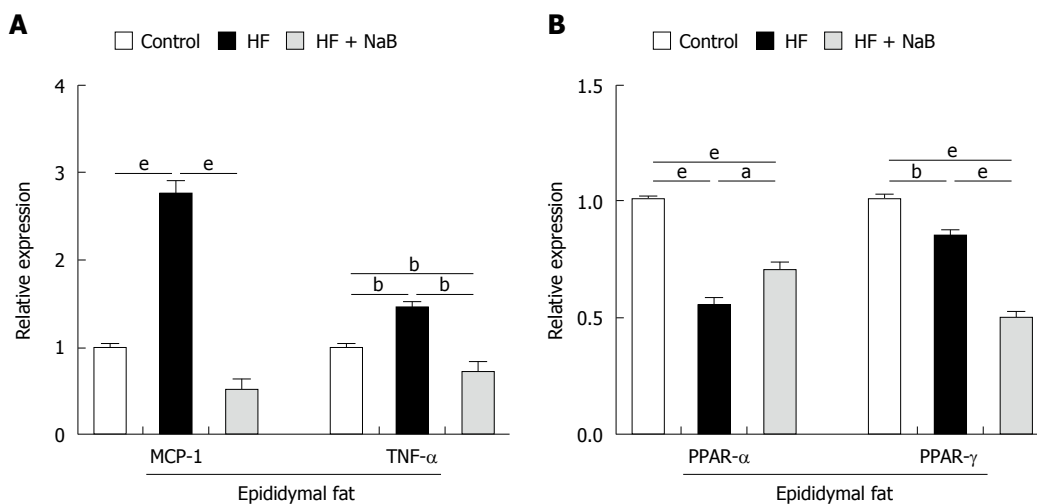 A
Control HF HF + NaB
Relative expression
4
3
2
1
0
e e
b
b b
MCP-1 TNF-α
Epididymal fat
B
Control HF HF + NaB
Relative expression
1.5
1.0
0.5
0.0
e
e a
e
b e
PPAR-α PPAR-γ
Epididymal fat